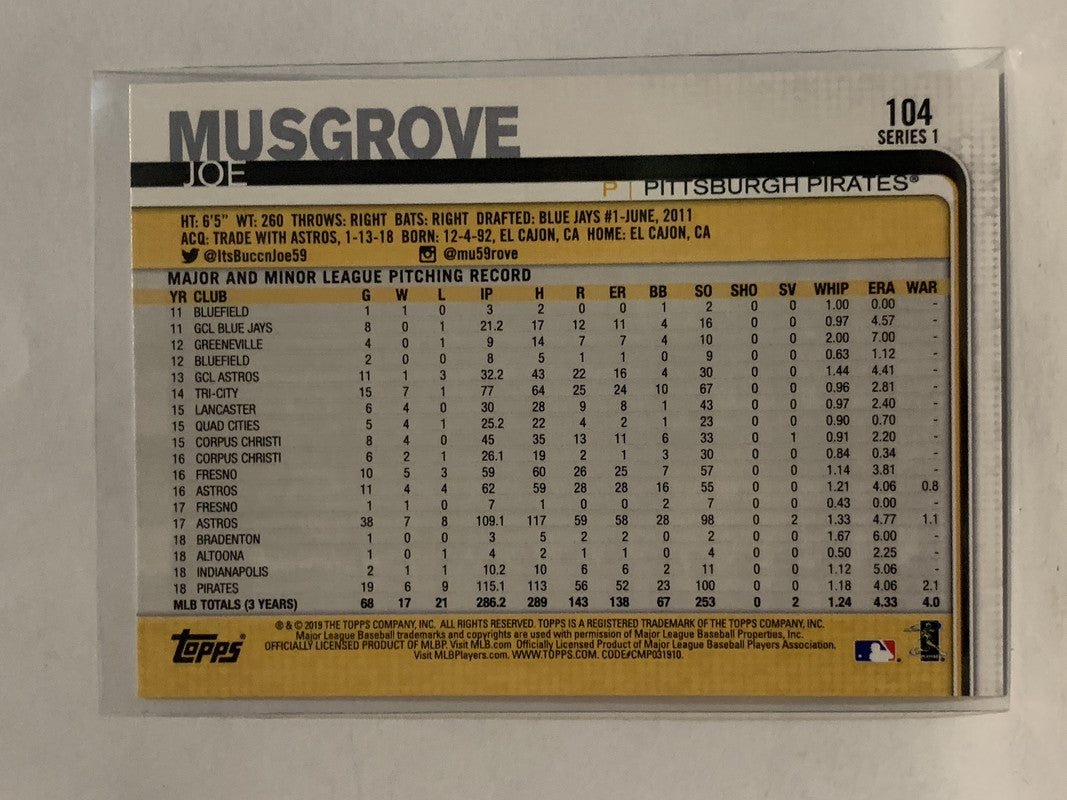 MUSGROVE
JOE
104
SERIES 1
P | PITTSBURGH PIRATES®
HT: 6'5" WT: 260 THROWS: RIGHT BATS: RIGHT DRAFTED: BLUE JAYS #1-JUNE, 2011
ACQ: TRADE WITH ASTROS, 1-13-18 BORN: 12-4-92, EL CAJON, CA HOME: EL CAJON, CA
@ItsBuccnJoe59 @mu59rove
MAJOR AND MINOR LEAGUE PITCHING RECORD
YR CLUB G W L IP H R ER BB SO SHO SV WHIP ERA WAR
11 BLUEFIELD 1 1 0 3 2 0 0 1 2 0 0 1.00 0.00 -
11 GCL BLUE JAYS 8 0 1 21.2 17 12 11 4 16 0 0 0.97 4.57 -
12 GREENEVILLE 4 0 1 9 14 7 7 4 10 0 0 2.00 7.00 -
12 BLUEFIELD 2 0 0 8 5 1 1 0 9 0 0 0.63 1.12 -
13 GCL ASTROS 11 1 3 32.2 43 22 16 4 30 0 0 1.44 4.41 -
14 TRI-CITY 15 7 1 77 64 25 24 10 67 0 0 0.96 2.81 -
15 LANCASTER 6 4 0 30 28 9 8 1 43 0 0 0.97 2.40 -
15 QUAD CITIES 5 4 1 25.2 22 4 2 1 23 0 0 0.90 0.70 -
15 CORPUS CHRISTI 8 4 0 45 35 13 11 6 33 0 1 0.91 2.20 -
16 CORPUS CHRISTI 6 2 1 26.1 19 2 1 3 30 0 0 0.84 0.34 -
16 FRESNO 10 5 3 59 60 26 25 7 57 0 0 1.14 3.81 -
16 ASTROS 11 4 4 62 59 28 28 16 55 0 0 1.21 4.06 0.8
17 FRESNO 1 1 0 7 1 0 0 2 7 0 0 0.43 0.00 -
17 ASTROS 38 7 8 109.1 117 59 58 28 98 0 2 1.33 4.77 1.1
18 BRADENTON 1 0 0 3 5 2 2 0 2 0 0 1.67 6.00 -
18 ALTOONA 1 0 1 4 2 1 1 0 4 0 0 0.50 2.25 -
18 INDIANAPOLIS 2 1 1 10.2 10 6 6 2 11 0 0 1.12 5.06 -
18 PIRATES 19 6 9 115.1 113 56 52 23 100 0 0 1.18 4.06 2.1
MLB TOTALS (3 YEARS) 68 17 21 286.2 289 143 138 67 253 0 2 1.24 4.33 4.0
® & © 2019 THE TOPPS COMPANY, INC. ALL RIGHTS RESERVED. TOPPS IS A REGISTERED TRADEMARK OF THE TOPPS COMPANY, INC.
Major League Baseball trademarks and copyrights are used with permission of Major League Baseball Properties, Inc.
OFFICIALLY LICENSED PRODUCT OF MLBP. Visit MLB.com Officially Licensed Product of Major League Baseball Players Association.
Visit MLBPlayers.com. WWW.TOPPS.COM. CODE#CMP031910.
topps®